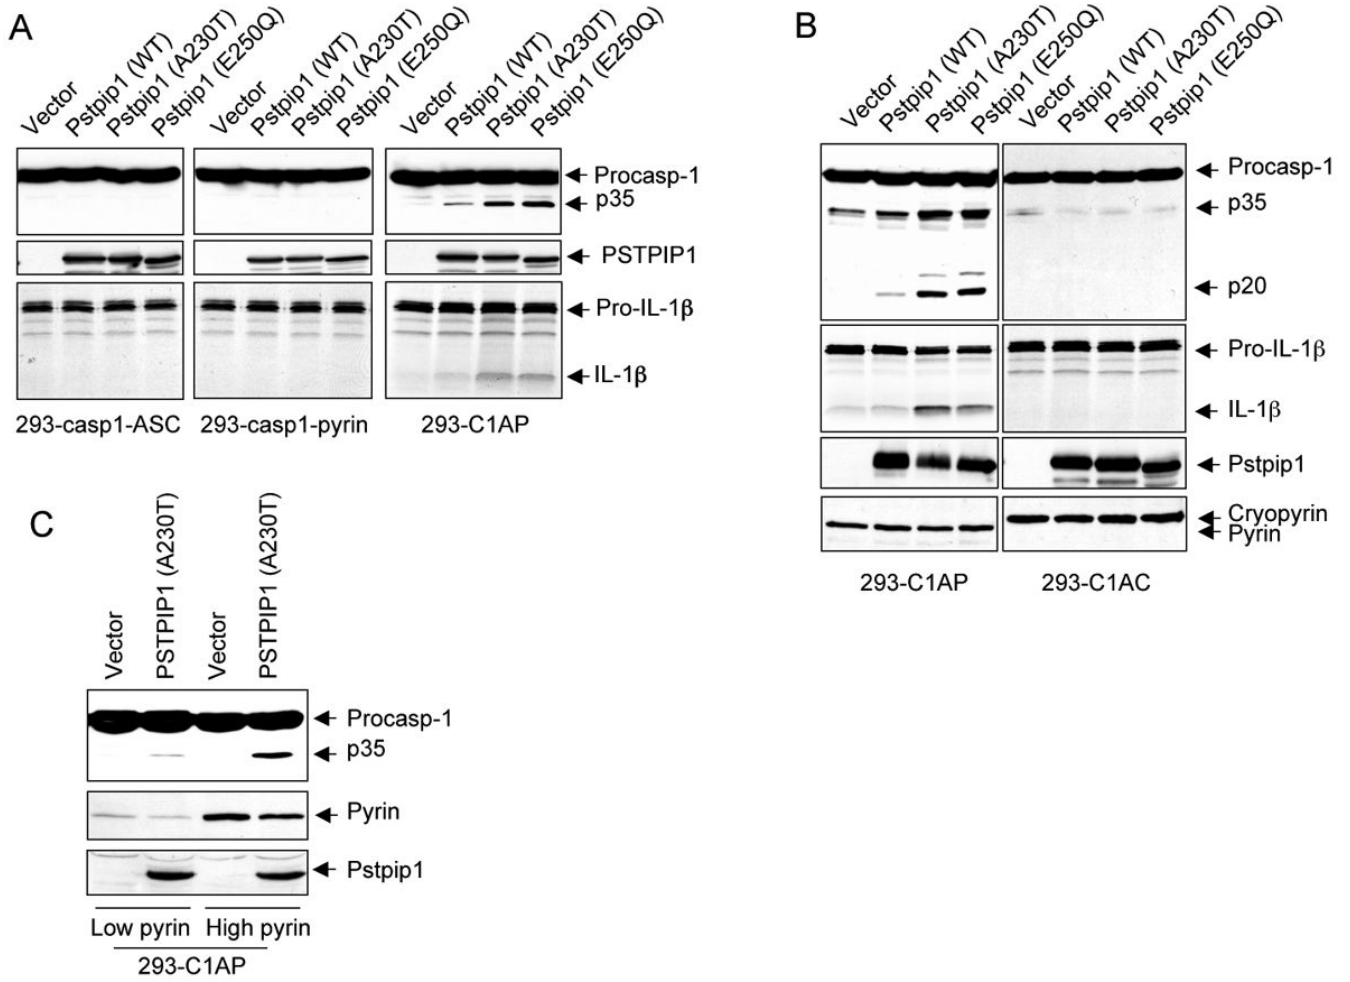 A
Vector
Pstpip1 (WT)
Pstpip1 (A230T)
Pstpip1 (E250Q)
Vector
Pstpip1 (WT)
Pstpip1 (A230T)
Pstpip1 (E250Q)
Vector
Pstpip1 (WT)
Pstpip1 (A230T)
Pstpip1 (E250Q)
Procasp-1
p35
PSTPIP1
Pro-IL-1β
IL-1β
293-casp1-ASC
293-casp1-pyrin
293-C1AP
B
Vector
Pstpip1 (WT)
Pstpip1 (A230T)
Pstpip1 (E250Q)
Vector
Pstpip1 (WT)
Pstpip1 (A230T)
Pstpip1 (E250Q)
Procasp-1
p35
p20
Pro-IL-1β
IL-1β
Pstpip1
Cryopyrin
Pyrin
293-C1AP
293-C1AC
C
Vector
PSTPIP1 (A230T)
Vector
PSTPIP1 (A230T)
Procasp-1
p35
Pyrin
Pstpip1
Low pyrin
High pyrin
293-C1AP